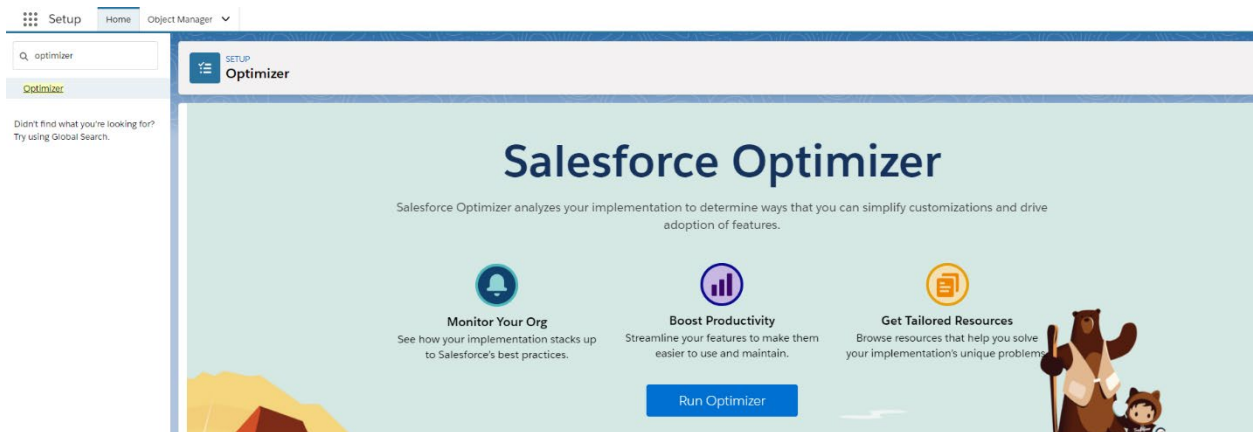 Setup
Home
Object Manager
optimizer
Optimizer
Didn't find what you're looking for?
Try using Global Search.
SETUP
Optimizer
Salesforce Optimizer
Salesforce Optimizer analyzes your implementation to determine ways that you can simplify customizations and drive
adoption of features.
Monitor Your Org
See how your implementation stacks up
to Salesforce's best practices.
Boost Productivity
Streamline your features to make them
easier to use and maintain.
Get Tailored Resources
Browse resources that help you solve
your implementation's unique problems.
Run Optimizer